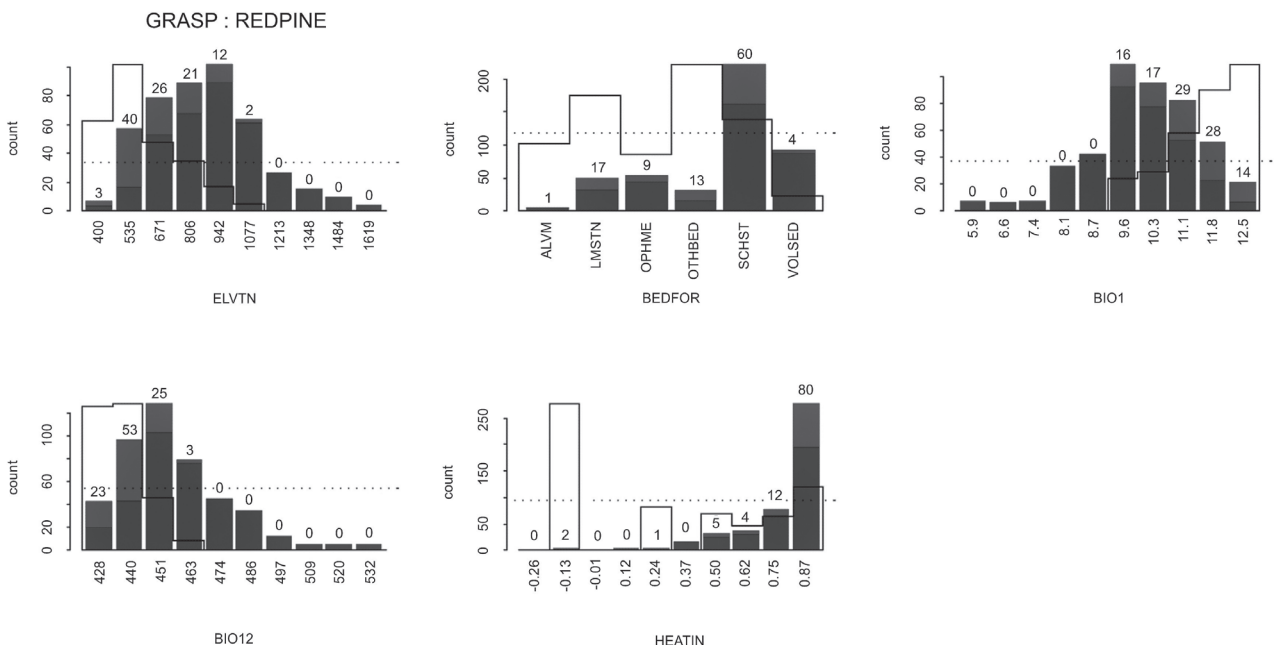 GRASP : REDPINE
count
0 20 40 60 80
3 40 26 21 12 2 0 0 0 0
400 535 671 806 942 1077 1213 1348 1484 1619
ELVTN
count
0 50 100 200
1 17 9 13 60 4
ALVM LMSTN OPHME OTHBED SCHST VOLSED
BEDFOR
count
0 20 40 60 80
0 0 0 0 0 16 17 29 28 14
5.9 6.6 7.4 8.1 8.7 9.6 10.3 11.1 11.8 12.5
BIO1
count
0 20 60 100
23 53 25 3 0 0 0 0 0 0
428 440 451 463 474 486 497 509 520 532
BIO12
count
0 50 150 250
0 2 0 0 1 0 5 4 12 80
-0.26 -0.13 -0.01 0.12 0.24 0.37 0.50 0.62 0.75 0.87
HEATIN